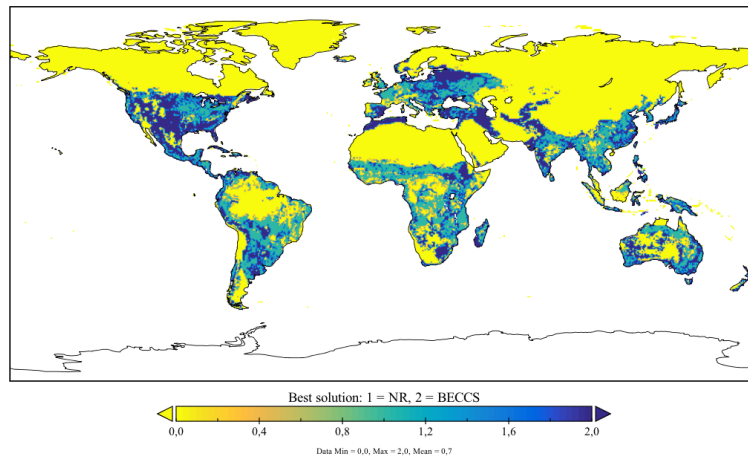 Best solution: 1 = NR, 2 = BECCS
0,0 0,4 0,8 1,2 1,6 2,0
Data Min = 0,0, Max = 2,0, Mean = 0,7